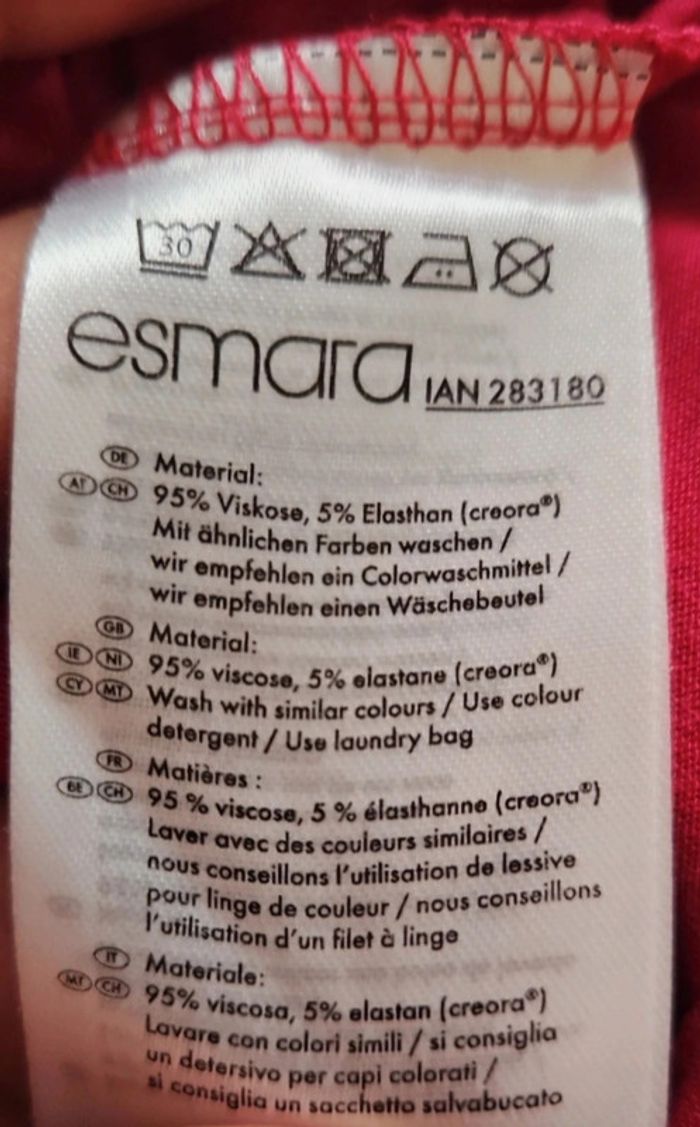 30
esmara IAN 283180
DE Material:
AT CH 95% Viskose, 5% Elasthan (creora®)
Mit ähnlichen Farben waschen /
wir empfehlen ein Colorwaschmittel /
wir empfehlen einen Wäschebeutel
GB Material:
IE NI 95% viscose, 5% elastane (creora®)
CY MT Wash with similar colours / Use colour
detergent / Use laundry bag
FR Matières :
BE CH 95 % viscose, 5 % élasthanne (creora®)
Laver avec des couleurs similaires /
nous conseillons l'utilisation de lessive
pour linge de couleur / nous conseillons
l'utilisation d'un filet à linge
IT Materiale:
MT CH 95% viscosa, 5% elastan (creora®)
Lavare con colori simili / si consiglia
un detersivo per capi colorati /
si consiglia un sacchetto salvabucato